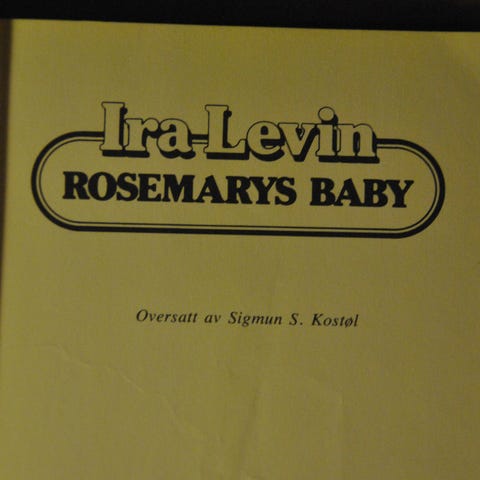 Ira Levin
ROSEMARYS BABY
Oversatt av Sigmun S. Kostøl